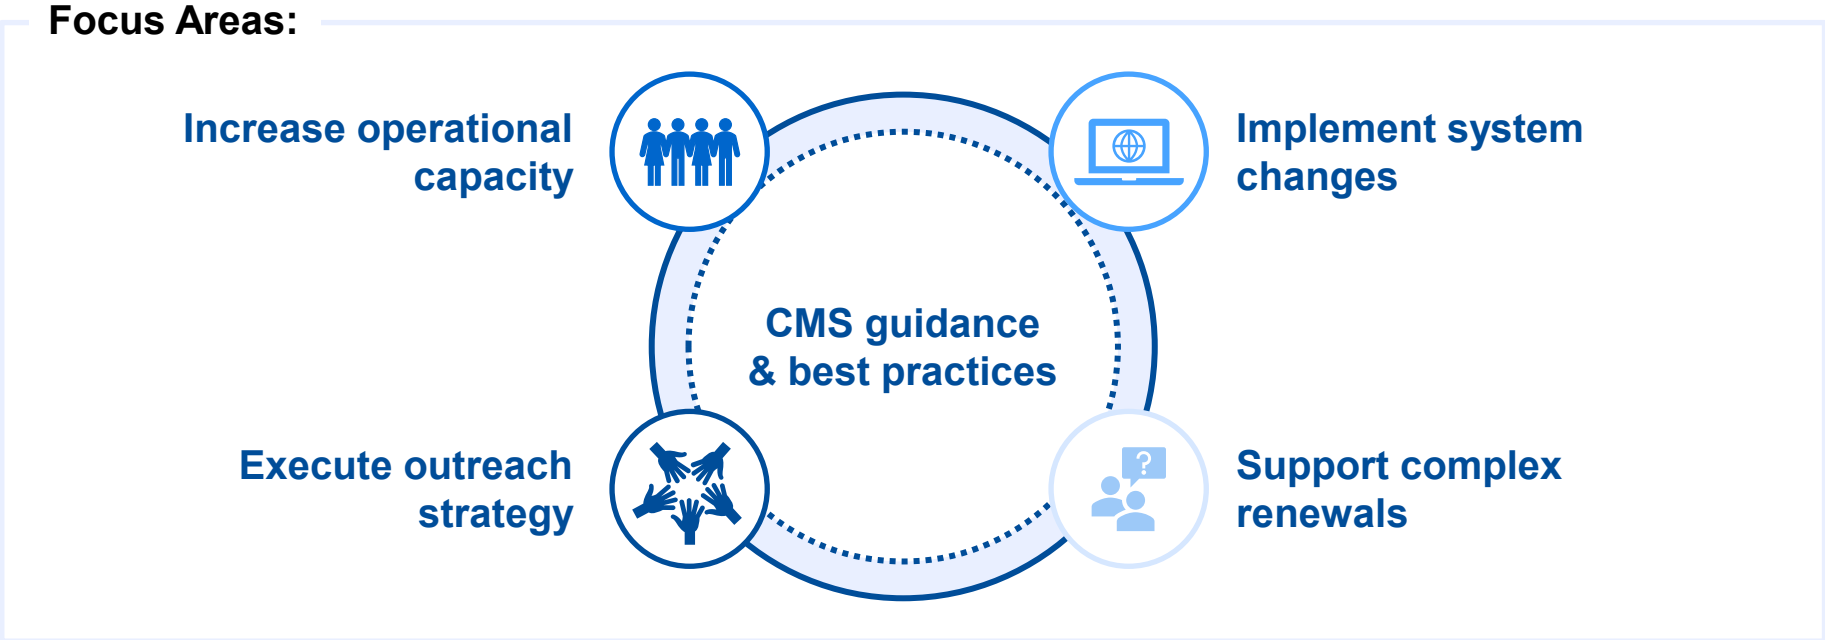 Focus Areas:
Increase operational
capacity
Implement system
changes
CMS guidance
& best practices
Execute outreach
strategy
?
Support complex
renewals